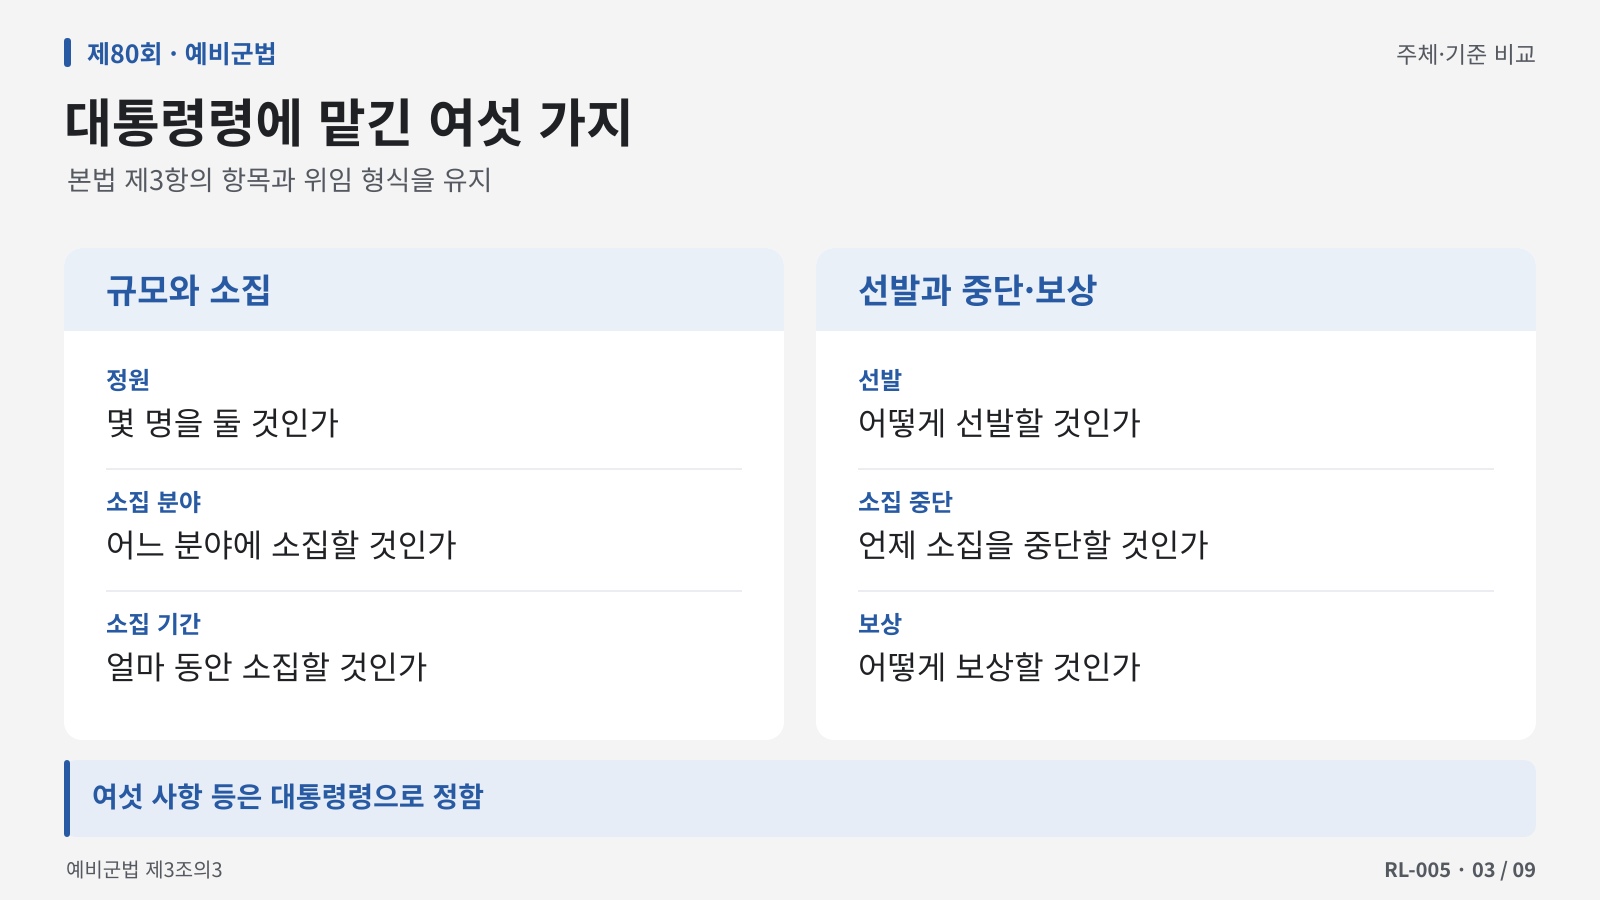 제80회 · 예비군법
주체·기준 비교
대통령령에 맡긴 여섯 가지
본법 제3항의 항목과 위임 형식을 유지
규모와 소집
정원
몇 명을 둘 것인가
소집 분야
어느 분야에 소집할 것인가
소집 기간
얼마 동안 소집할 것인가
선발과 중단·보상
선발
어떻게 선발할 것인가
소집 중단
언제 소집을 중단할 것인가
보상
어떻게 보상할 것인가
여섯 사항 등은 대통령령으로 정함
예비군법 제3조의3
RL-005 · 03 / 09